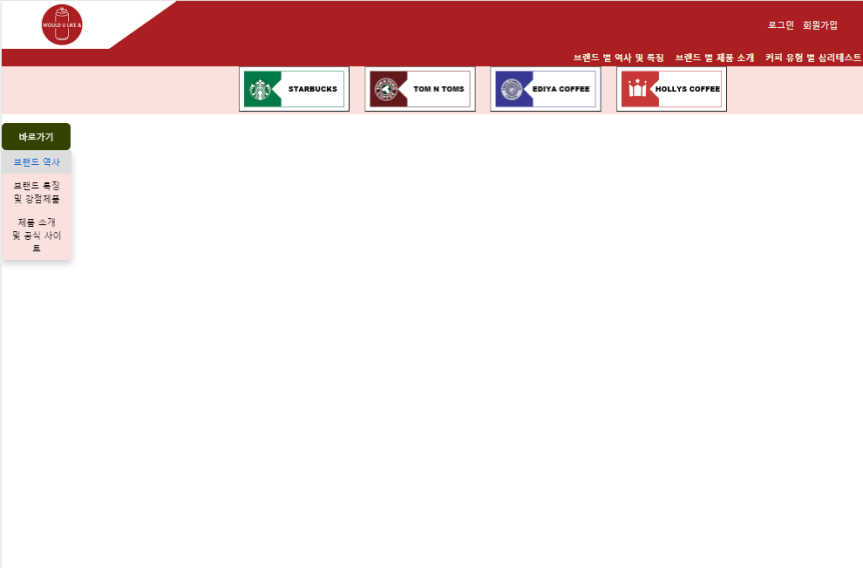 WOULD U LIKE &
로그인 회원가입
브랜드 별 역사 및 특징 브랜드 별 제품 소개 커피 유형 별 심리테스트
STARBUCKS TOM N TOMS EDIYA COFFEE HOLLYS COFFEE
바로가기
브랜드 역사
브랜드 특징
및 강점제품
제품 소개
및 공식 사이
트